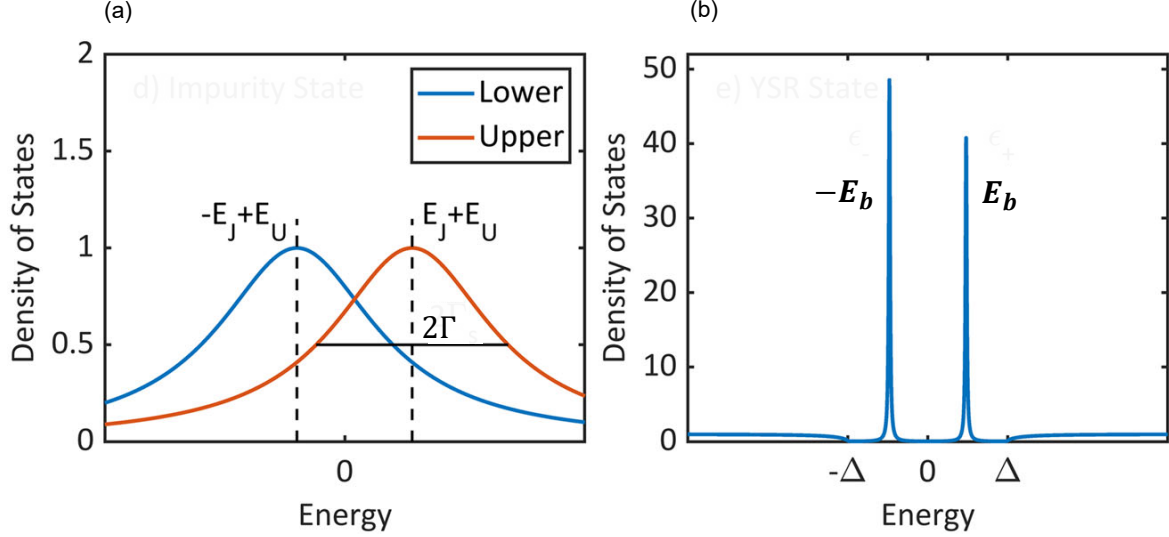 (a)
(b)
d) Impurity State
Lower
Upper
-E_J+E_U
E_J+E_U
2Γ
2
1.5
1
0.5
0
0
Density of States
Energy
e) YSR State
ϵ_-
ϵ_+
−E_b
E_b
50
40
30
20
10
0
-Δ
0
Δ
Density of States
Energy